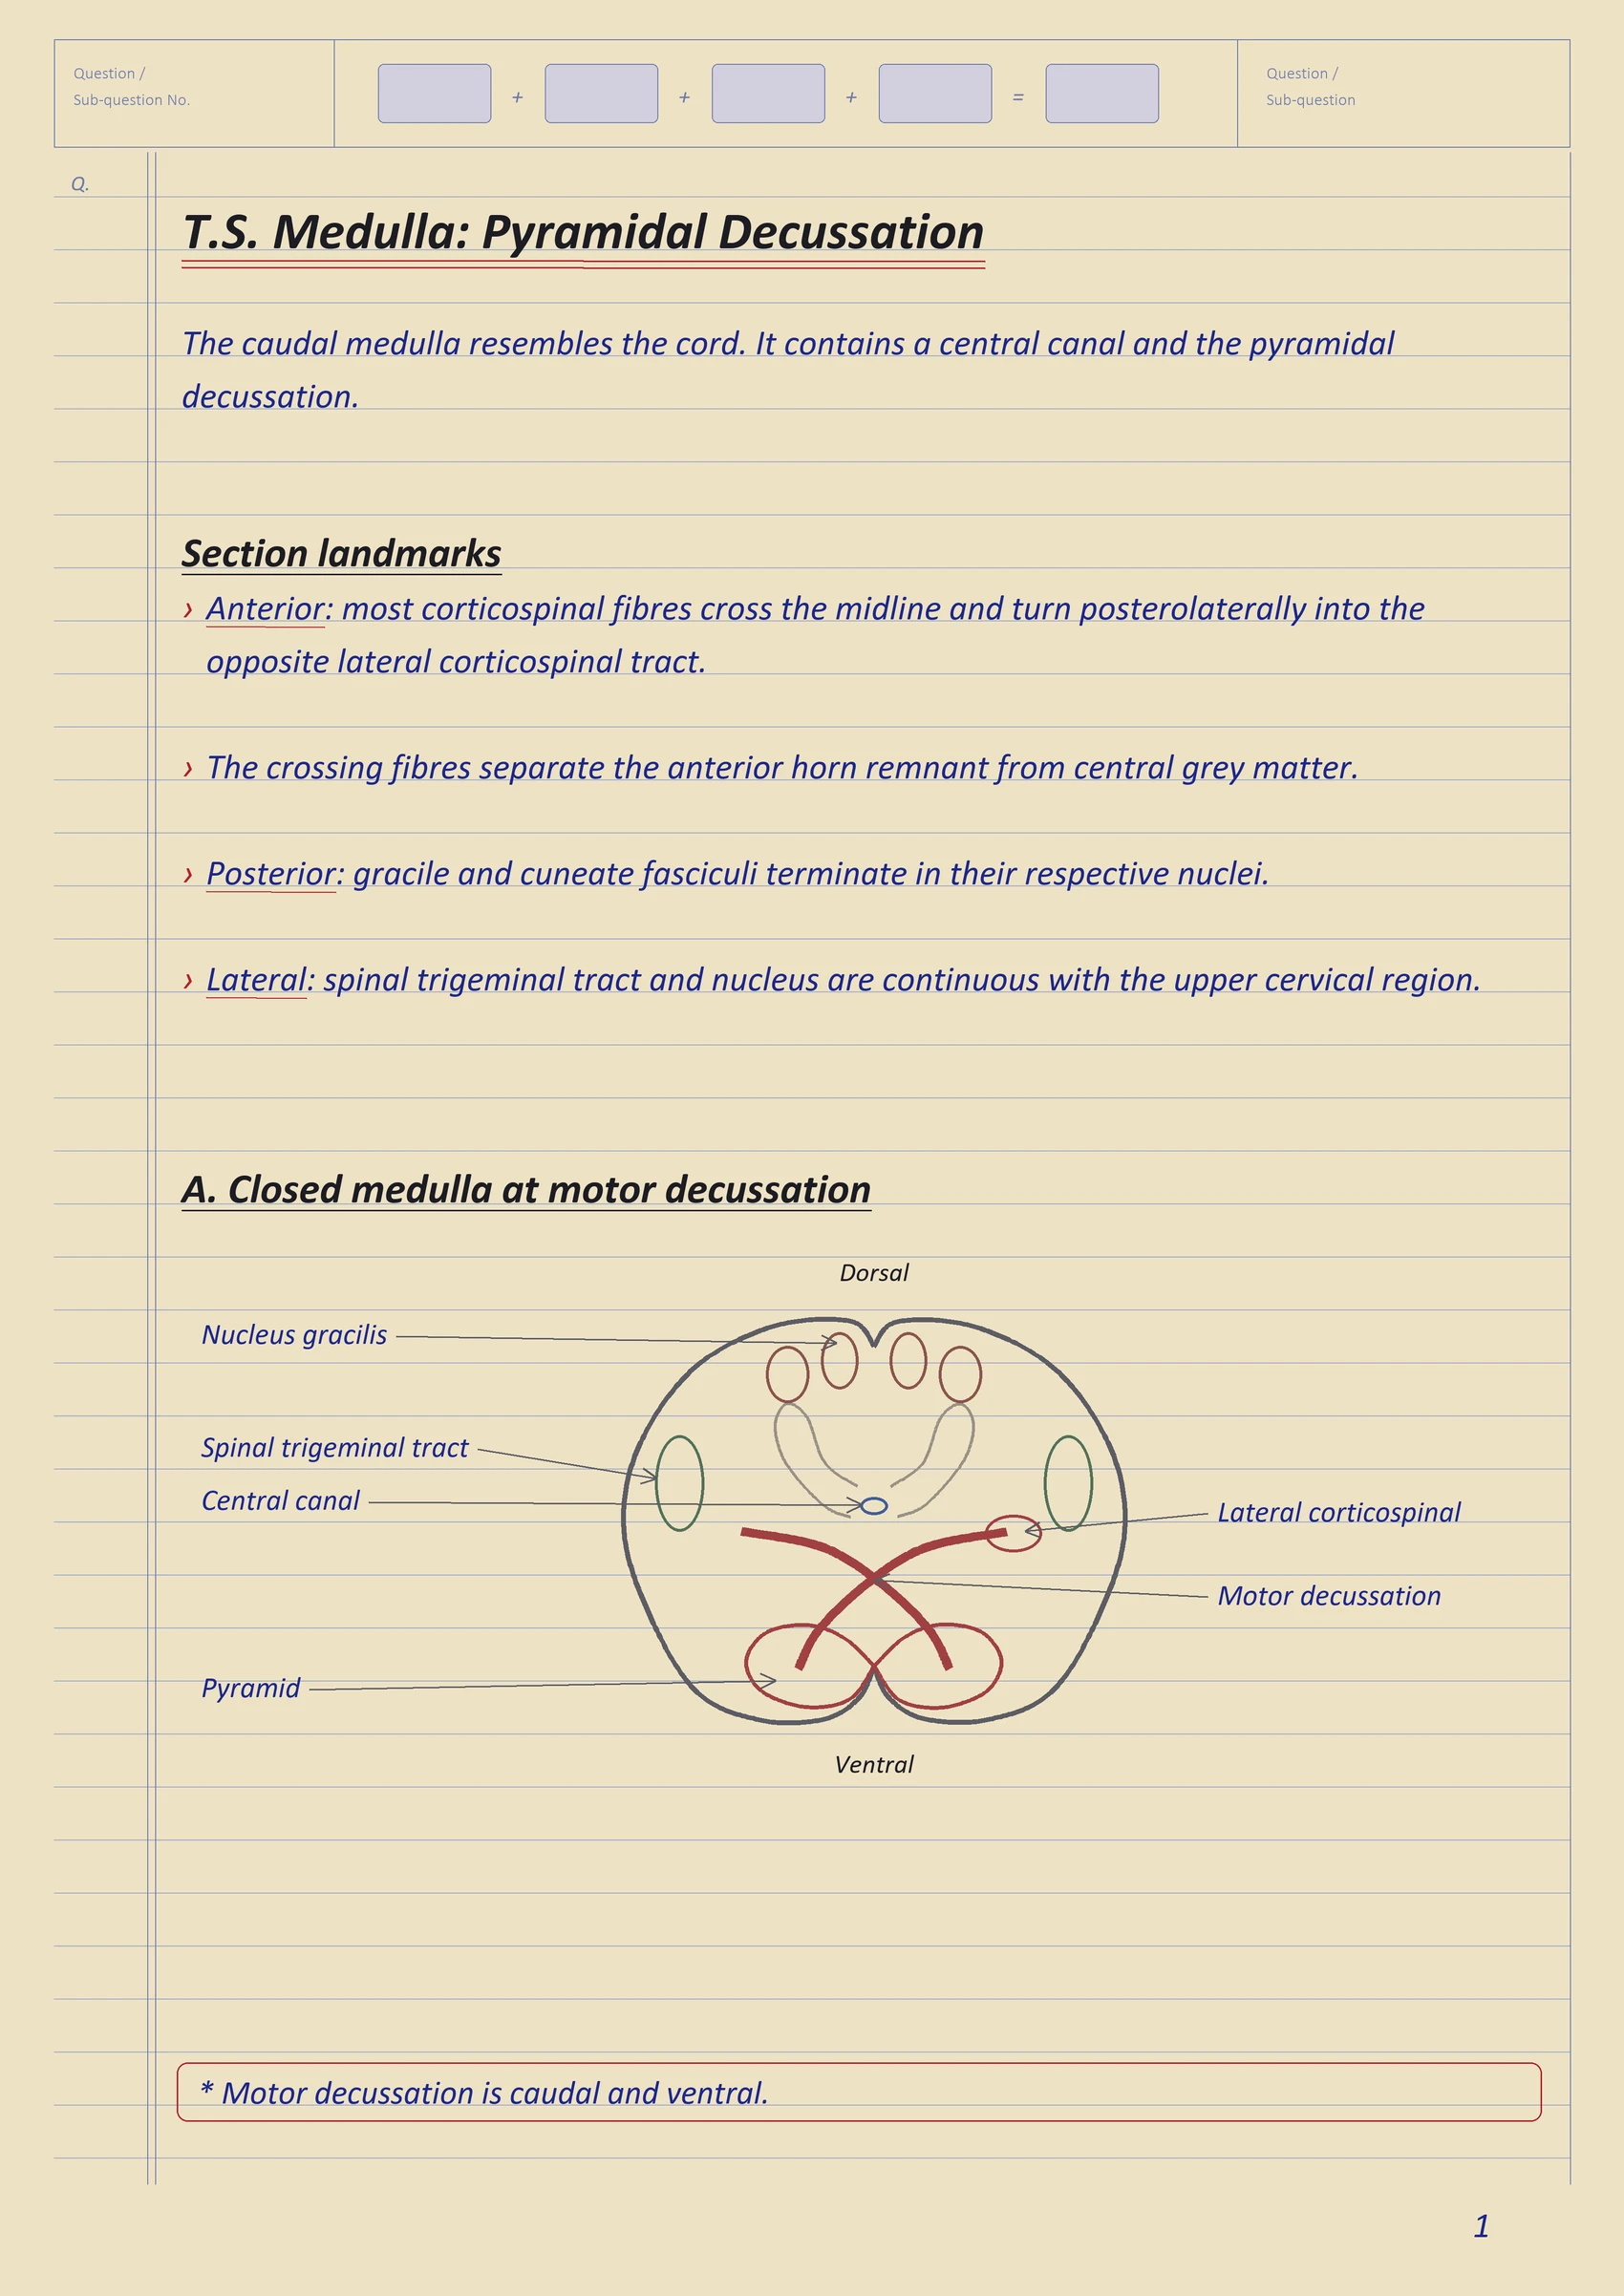 Question /
Sub-question No.
+ + + =
Question /
Sub-question
Q.
T.S. Medulla: Pyramidal Decussation
The caudal medulla resembles the cord. It contains a central canal and the pyramidal
decussation.
Section landmarks
› Anterior: most corticospinal fibres cross the midline and turn posterolaterally into the
opposite lateral corticospinal tract.
› The crossing fibres separate the anterior horn remnant from central grey matter.
› Posterior: gracile and cuneate fasciculi terminate in their respective nuclei.
› Lateral: spinal trigeminal tract and nucleus are continuous with the upper cervical region.
A. Closed medulla at motor decussation
Dorsal
Nucleus gracilis
Spinal trigeminal tract
Central canal
Lateral corticospinal
Motor decussation
Pyramid
Ventral
* Motor decussation is caudal and ventral.
1